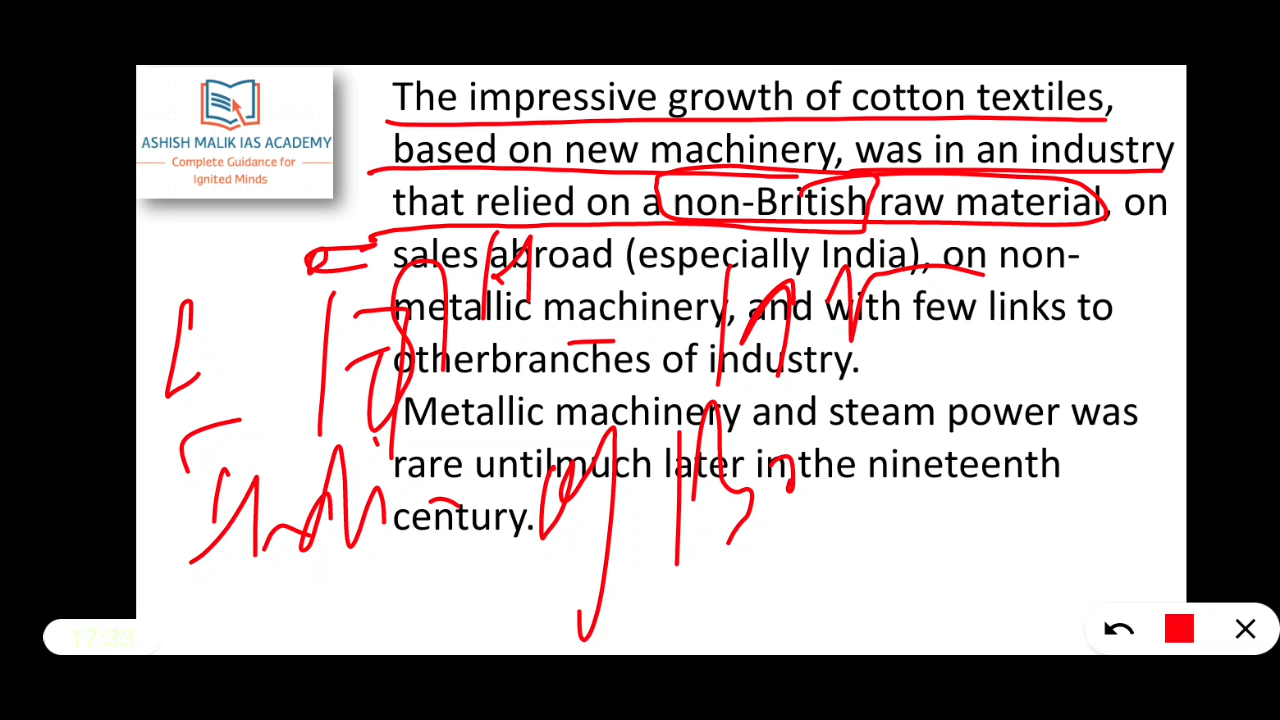 ASHISH MALIK IAS ACADEMY
Complete Guidance for
Ignited Minds
The impressive growth of cotton textiles,
based on new machinery, was in an industry
that relied on a non-British raw material, on
sales abroad (especially India), on non-
metallic machinery, and with few links to
otherbranches of industry.
Metallic machinery and steam power was
rare untilmuch later in the nineteenth
century.
17:23